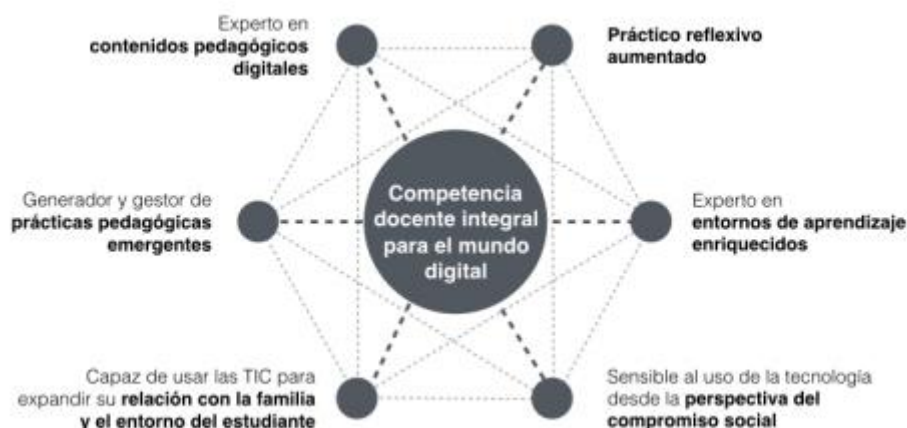 Experto en
contenidos pedagógicos
digitales
Práctico reflexivo
aumentado
Generador y gestor de
prácticas pedagógicas
emergentes
Competencia
docente integral
para el mundo
digital
Experto en
entornos de aprendizaje
enriquecidos
Capaz de usar las TIC para
expandir su relación con la familia
y el entorno del estudiante
Sensible al uso de la tecnología
desde la perspectiva del
compromiso social